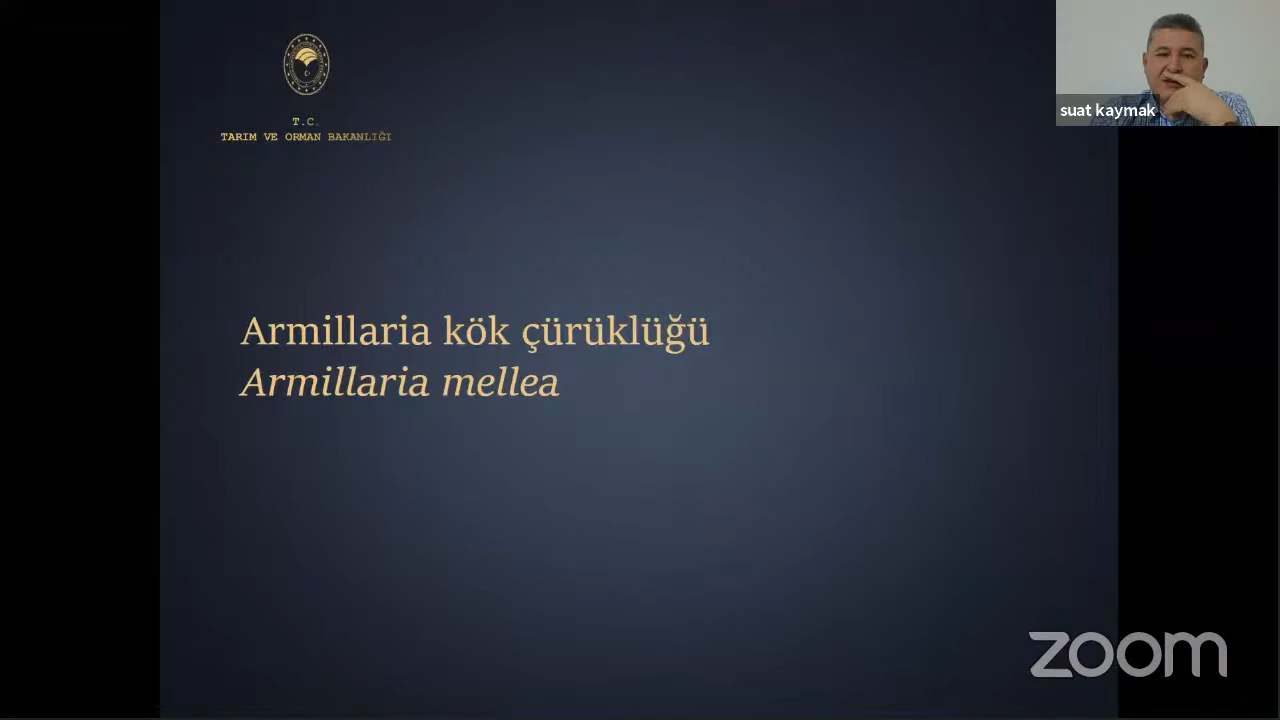 T.C.
TARIM VE ORMAN BAKANLIĞI
suat kaymak
Armillaria kök çürüklüğü
Armillaria mellea
zoom